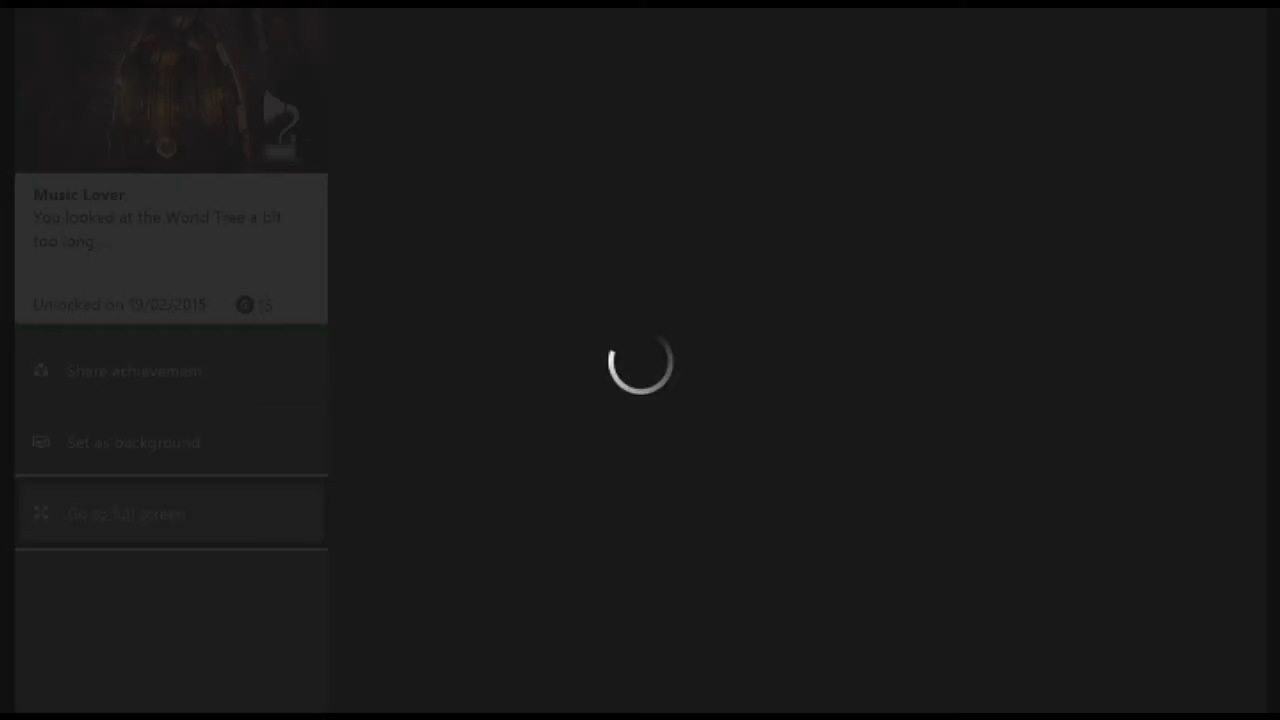 Music Lover
You looked at the World Tree a bit
too long...
Unlocked on 19/02/2015 G 15
Share achievement
Set as background
Go to full screen